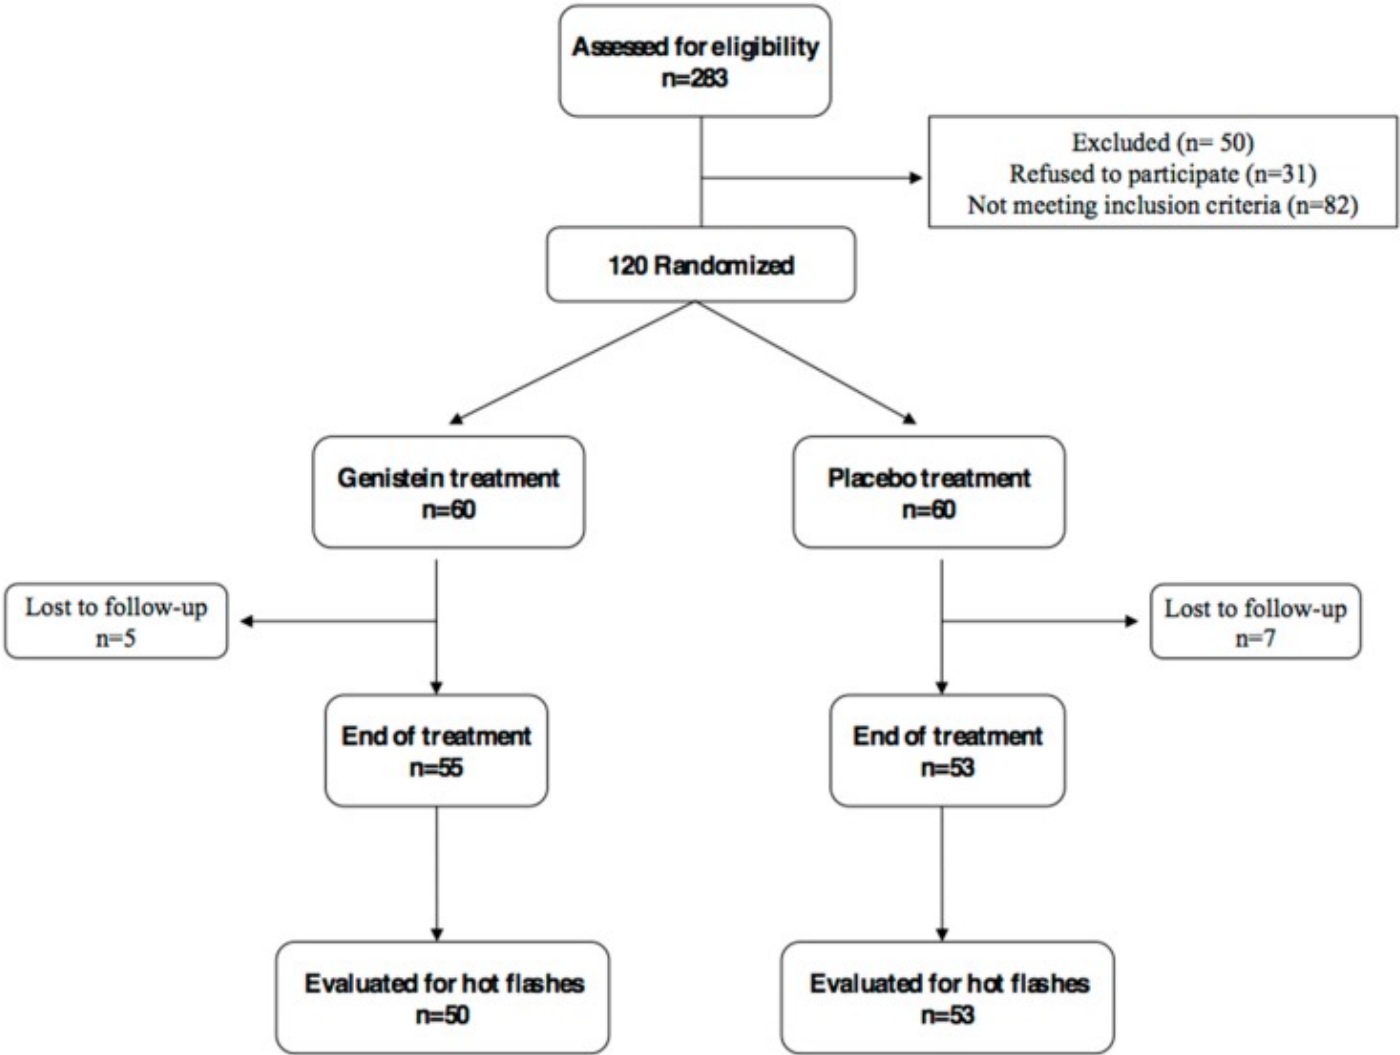 Assessed for eligibility
n=283
Excluded (n= 50)
Refused to participate (n=31)
Not meeting inclusion criteria (n=82)
120 Randomized
Genistein treatment
n=60
Placebo treatment
n=60
Lost to follow-up
n=5
Lost to follow-up
n=7
End of treatment
n=55
End of treatment
n=53
Evaluated for hot flashes
n=50
Evaluated for hot flashes
n=53